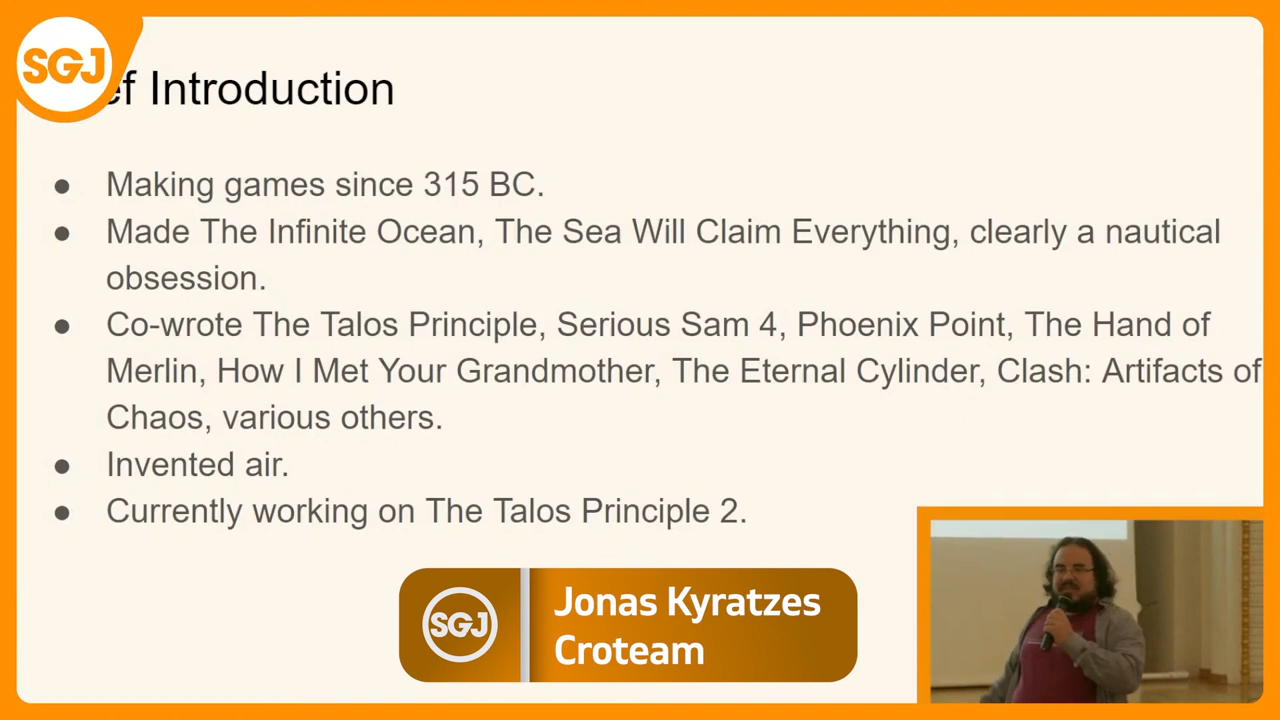 SGJ
ef Introduction
● Making games since 315 BC.
● Made The Infinite Ocean, The Sea Will Claim Everything, clearly a nautical
obsession.
● Co-wrote The Talos Principle, Serious Sam 4, Phoenix Point, The Hand of
Merlin, How I Met Your Grandmother, The Eternal Cylinder, Clash: Artifacts of
Chaos, various others.
● Invented air.
● Currently working on The Talos Principle 2.
SGJ
Jonas Kyratzes
Croteam